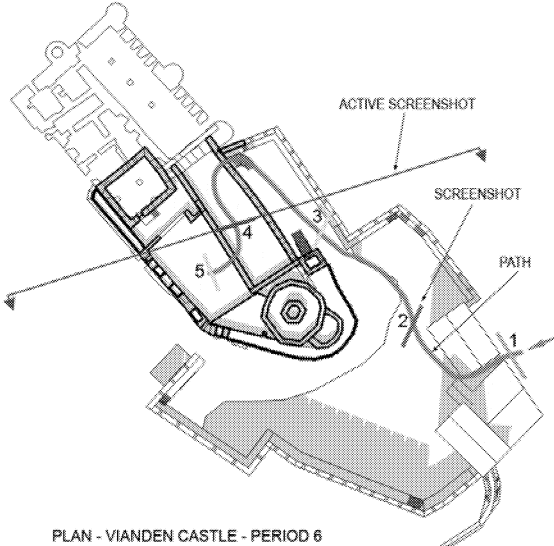 ACTIVE SCREENSHOT
SCREENSHOT
3
4
PATH
5
2
1
PLAN - VIANDEN CASTLE - PERIOD 6